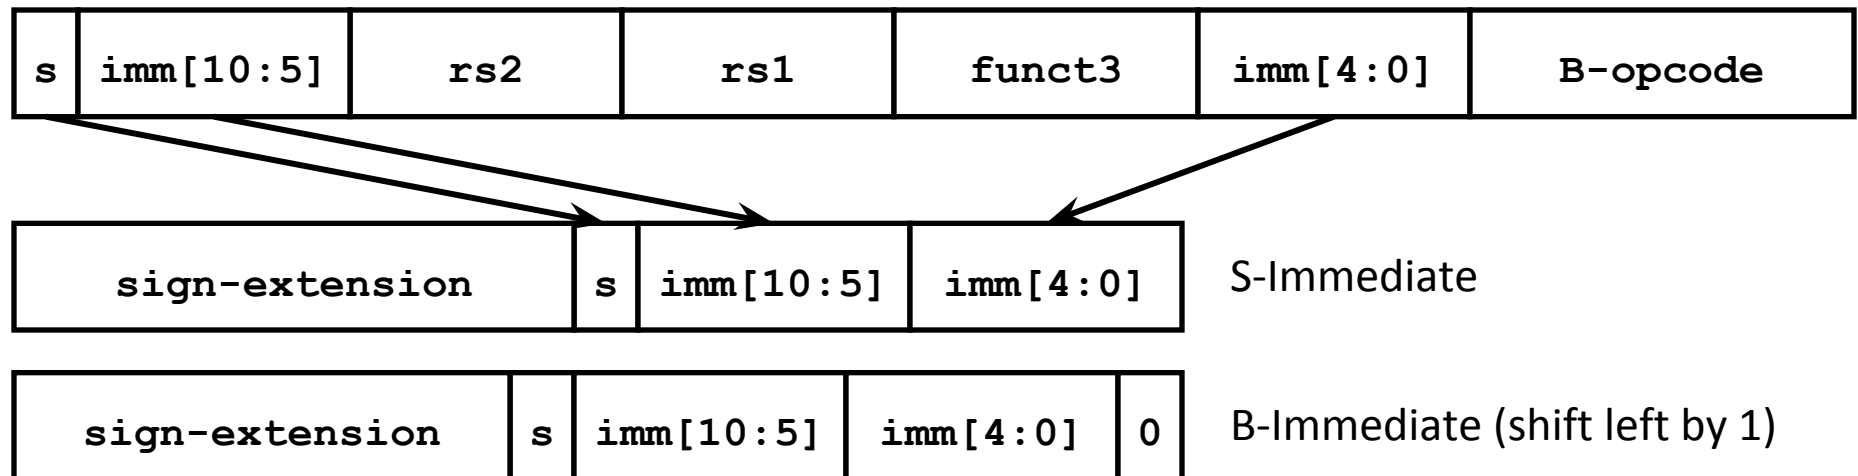 s imm[10:5] rs2 rs1 funct3 imm[4:0] B-opcode
sign-extension s imm[10:5] imm[4:0] S-Immediate
sign-extension s imm[10:5] imm[4:0] 0 B-Immediate (shift left by 1)